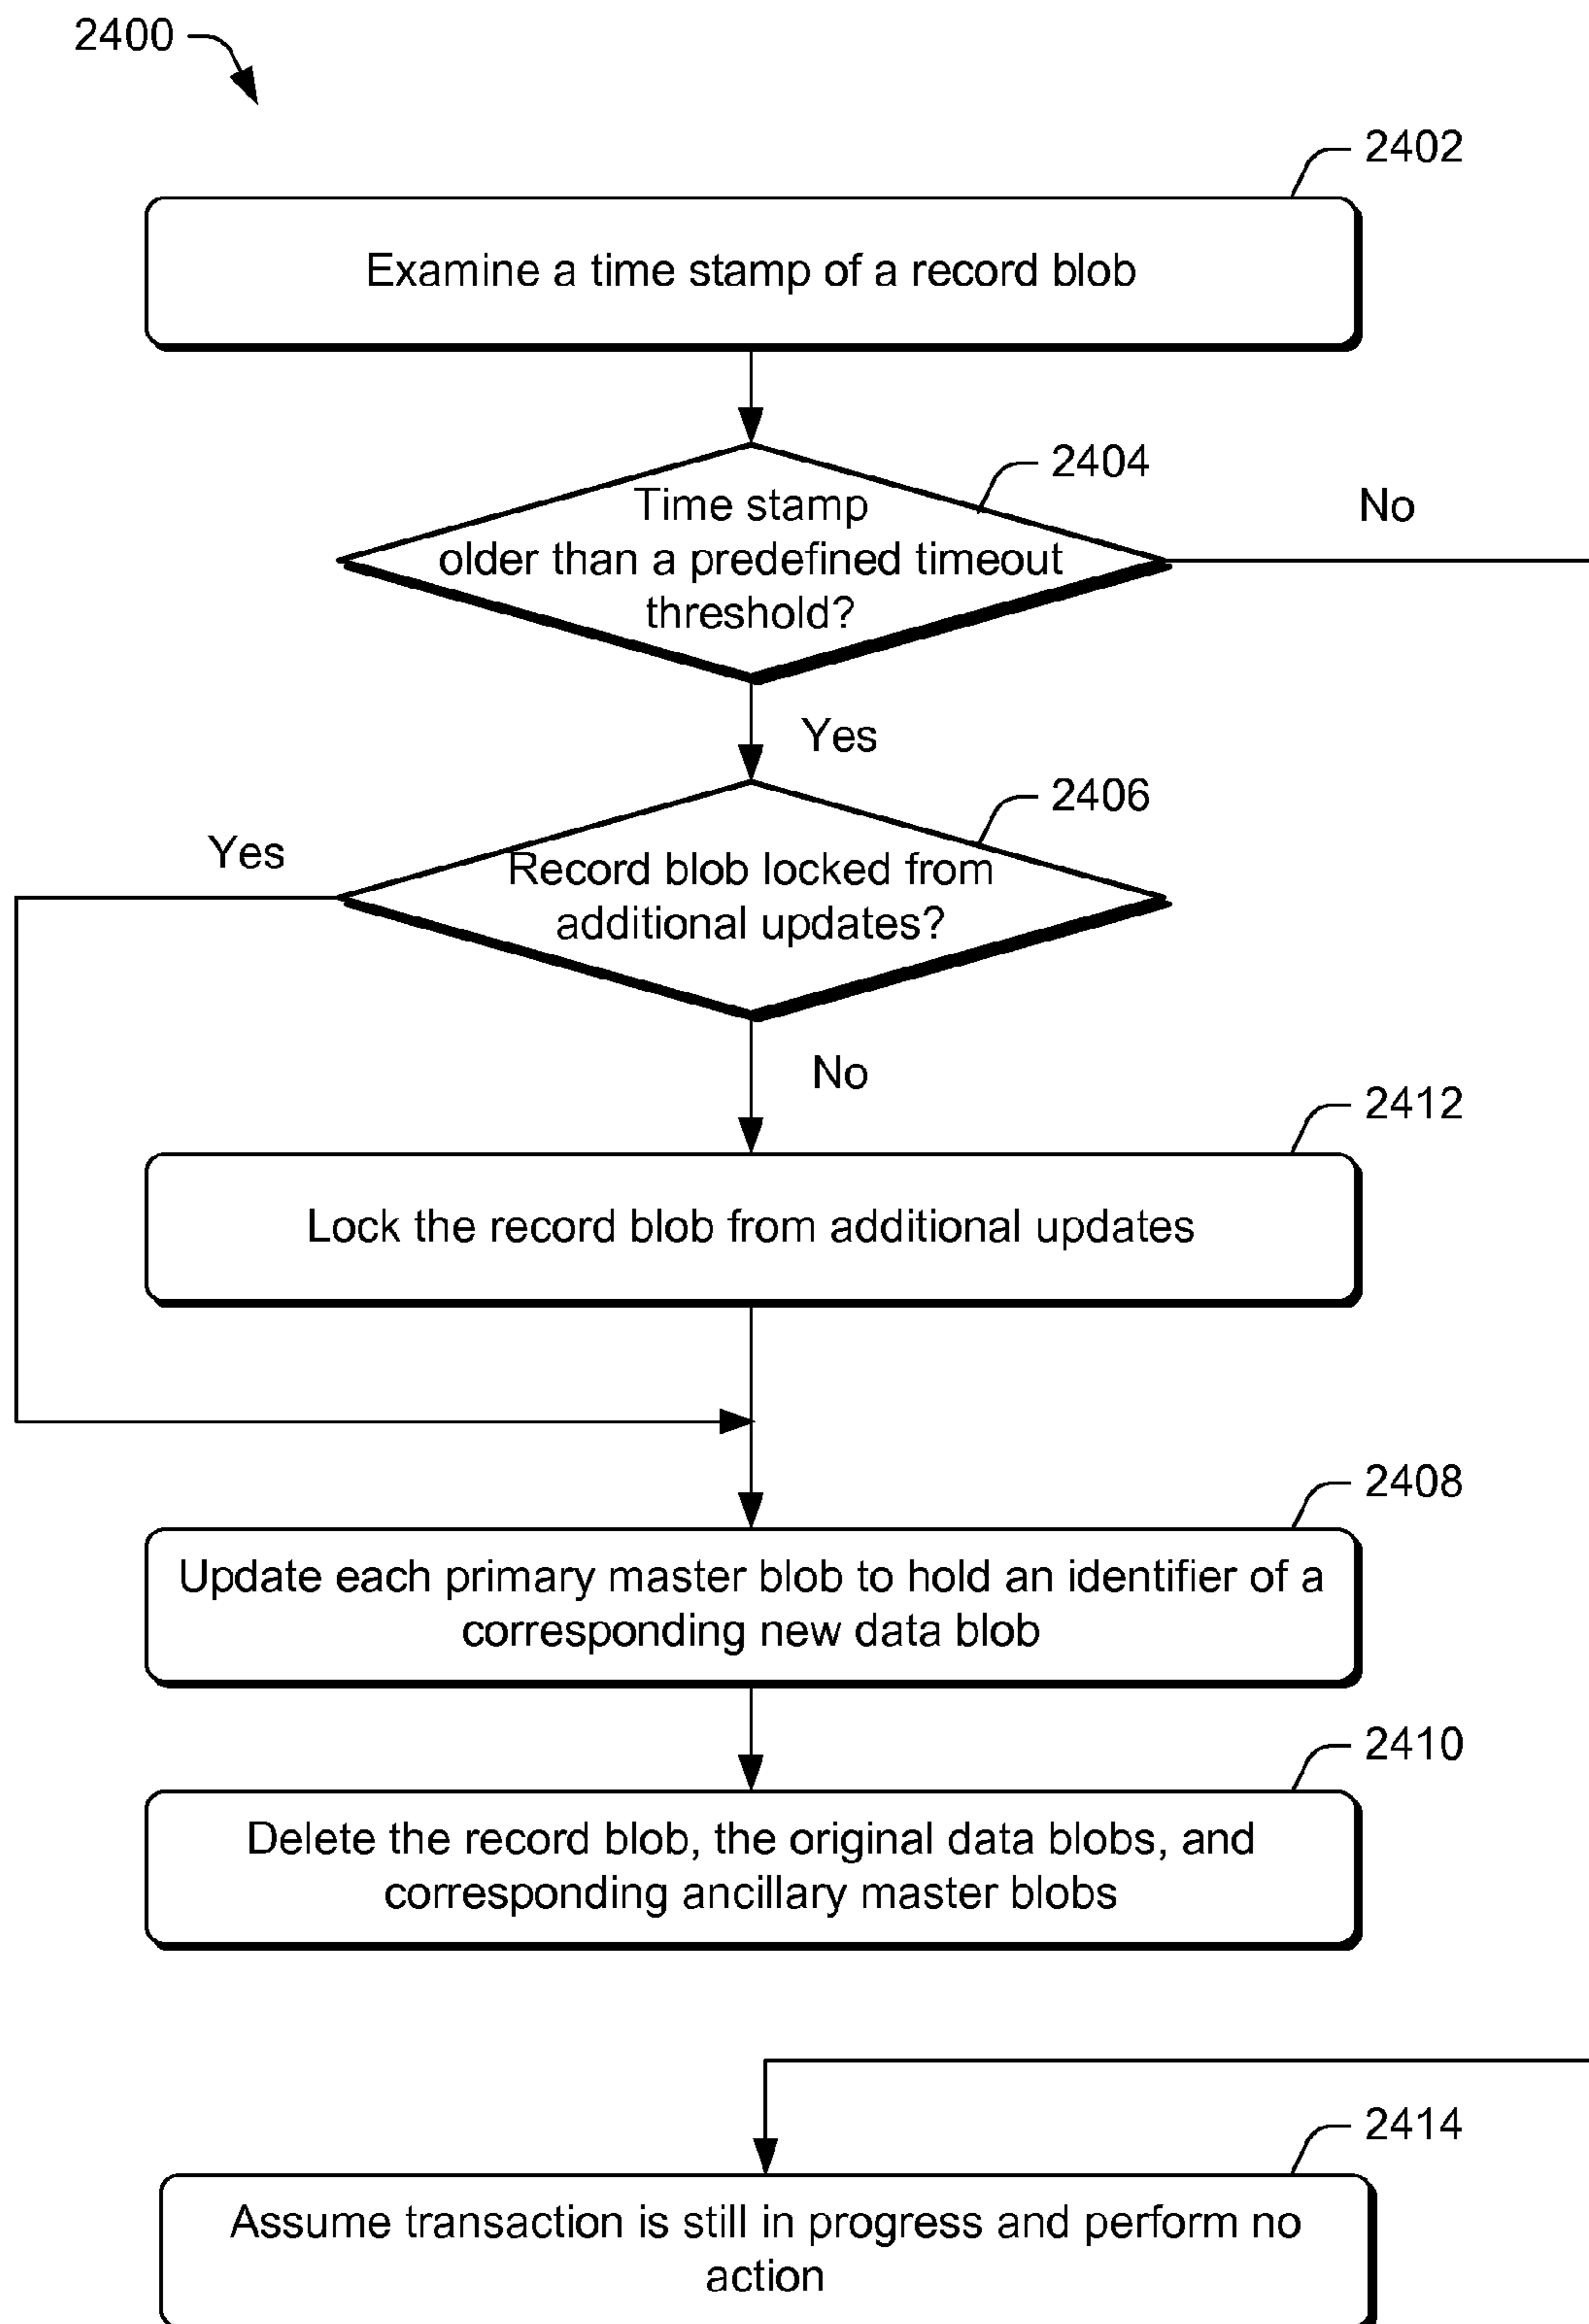 2400
2402
Examine a time stamp of a record blob
2404
No
Time stamp
older than a predefined timeout
threshold?
Yes
2406
Yes
Record blob locked from
additional updates?
No
2412
Lock the record blob from additional updates
2408
Update each primary master blob to hold an identifier of a
corresponding new data blob
2410
Delete the record blob, the original data blobs, and
corresponding ancillary master blobs
2414
Assume transaction is still in progress and perform no
action